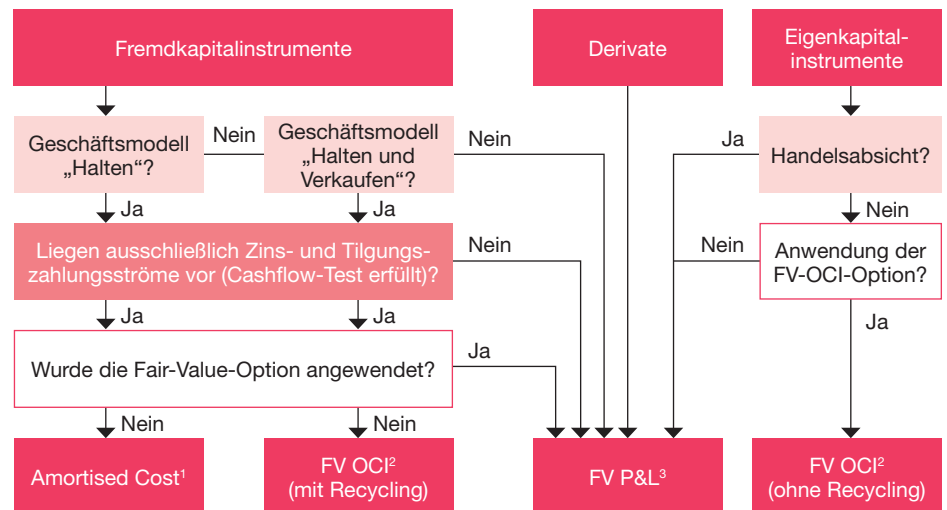 Fremdkapitalinstrumente
Derivate
Eigenkapital-
instrumente
Geschäftsmodell
„Halten“?
Nein
Geschäftsmodell
„Halten und
Verkaufen“?
Nein
Ja
Handelsabsicht?
Ja
Ja
Nein
Liegen ausschließlich Zins- und Tilgungs-
zahlungsströme vor (Cashflow-Test erfüllt)?
Nein
Nein
Anwendung der
FV-OCI-Option?
Ja
Ja
Ja
Wurde die Fair-Value-Option angewendet?
Ja
Nein
Nein
Amortised Cost¹
FV OCI²
(mit Recycling)
FV P&L³
FV OCI²
(ohne Recycling)